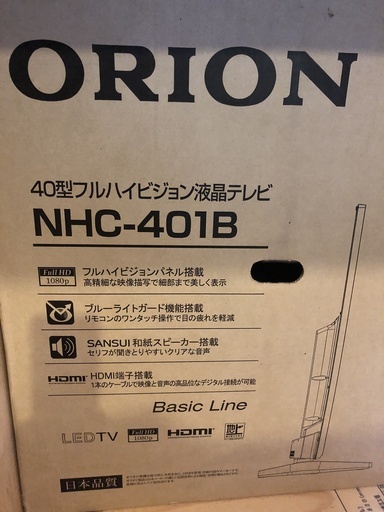 ORION
40型フルハイビジョン液晶テレビ
NHC-401B
Full HD
1080p
フルハイビジョンパネル搭載
高精細な映像描写で細部まで美しく表示
ブルーライトガード機能搭載
リモコンのワンタッチ操作で目の疲れを軽減
SANSUI 和紙スピーカー搭載
セリフが聞きとりやすいクリアな音声
HDMI
HDMI端子搭載
1本のケーブルで映像と音声の高品位なデジタル接続が可能
Basic Line
LEDTV
Full HD
1080p
HDMI
日本品質